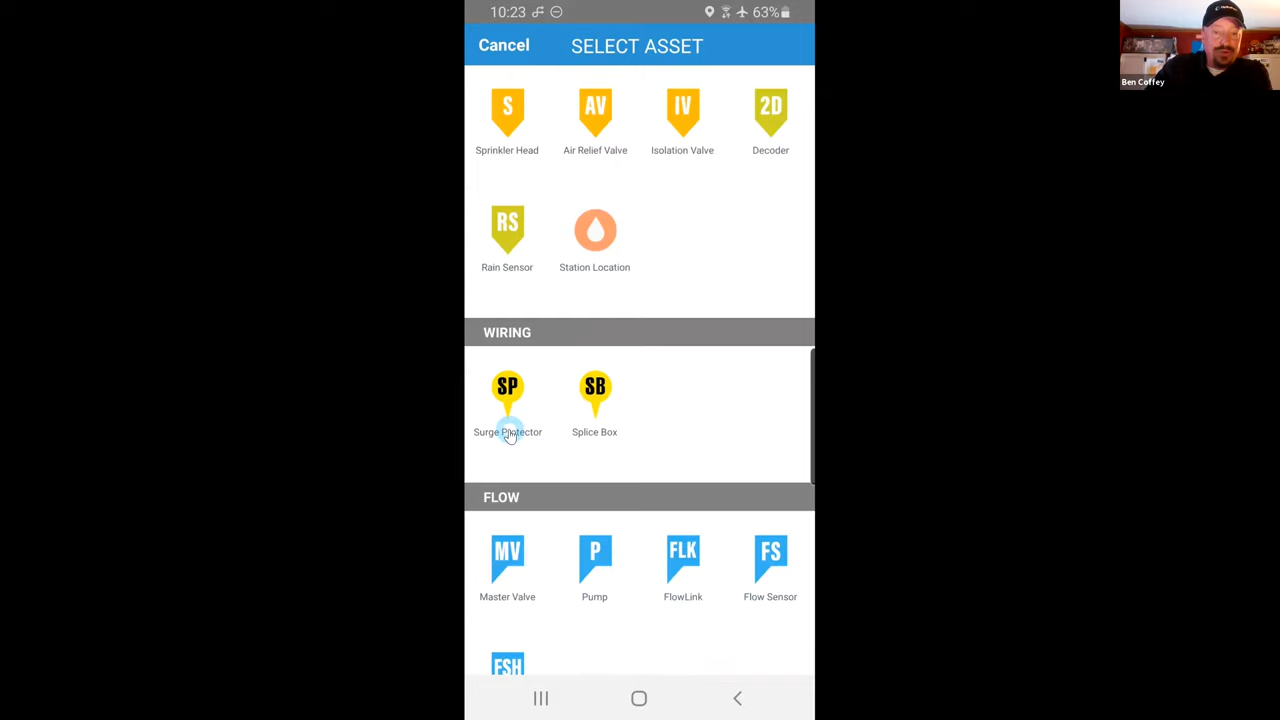 10:23
63%
Cancel
SELECT ASSET
S
AV
IV
2D
Sprinkler Head
Air Relief Valve
Isolation Valve
Decoder
RS
Rain Sensor
Station Location
WIRING
SP
SB
Surge Protector
Splice Box
FLOW
MV
P
FLK
FS
Master Valve
Pump
FlowLink
Flow Sensor
FSH
Ben Coffey